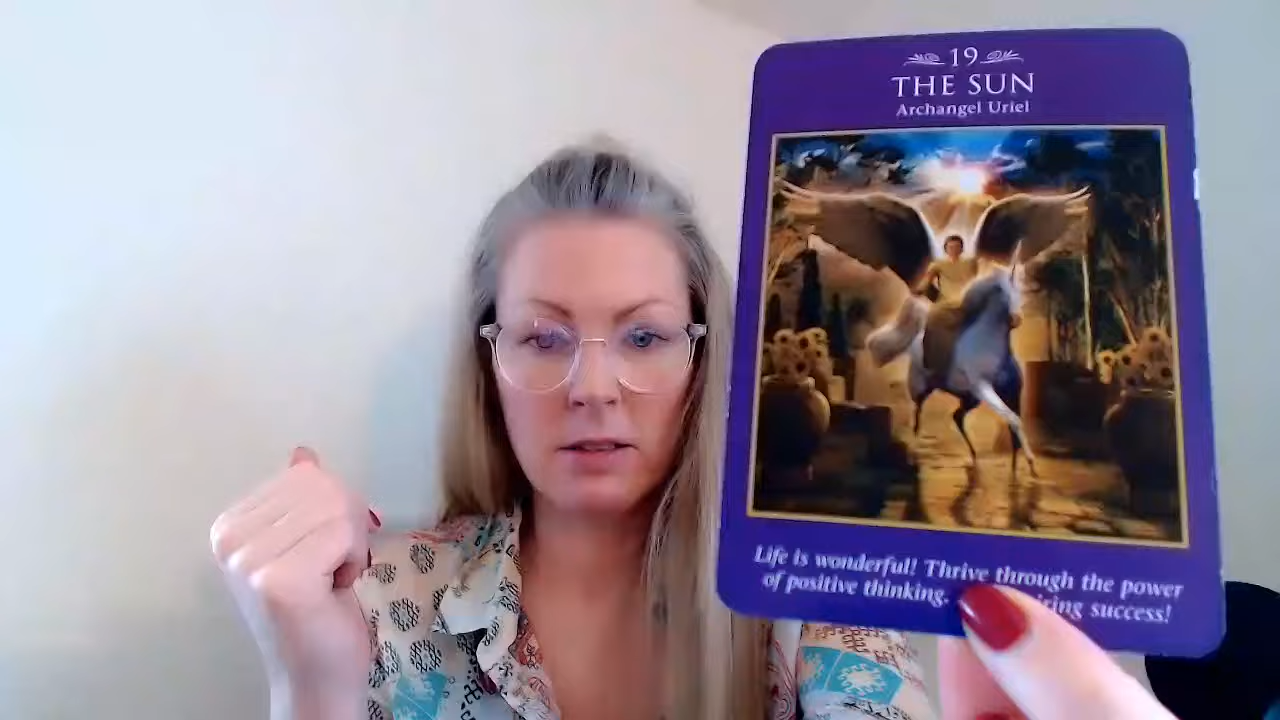 19
THE SUN
Archangel Uriel
Life is wonderful! Thrive through the power
of positive thinking. success!